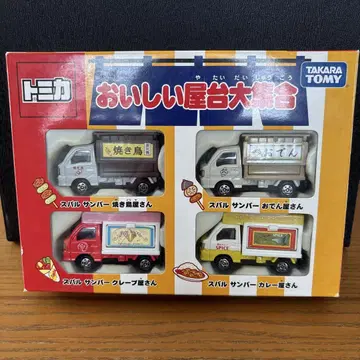 トミカ
や たい だい しゅう ごう
おいしい屋台大集合
TAKARA
TOMY
焼き鳥
おでん
スバル サンバー 焼き鳥屋さん
スバル サンバー おでん屋さん
SPICE
スバル サンバー クレープ屋さん
スバル サンバー カレー屋さん